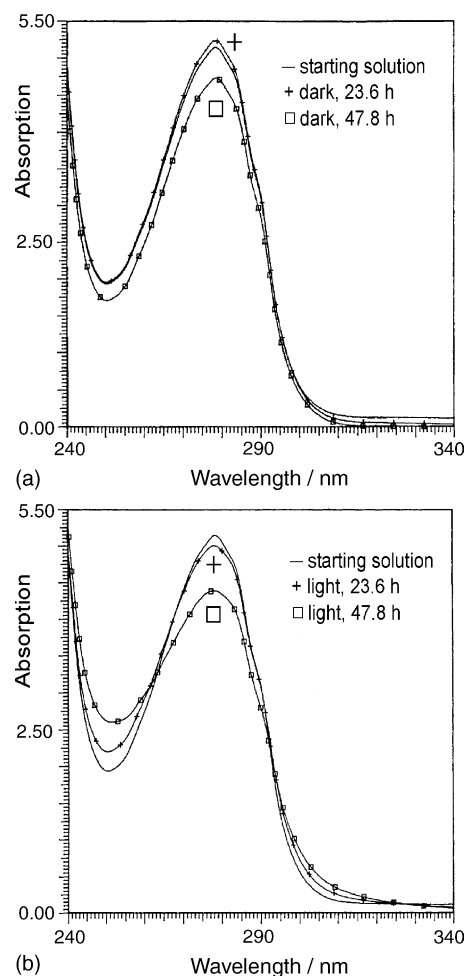 5.50
— starting solution
+ dark, 23.6 h
□ dark, 47.8 h
Absorption
2.50
0.00
240 290 340
(a) Wavelength / nm
5.50
— starting solution
+ light, 23.6 h
□ light, 47.8 h
Absorption
2.50
0.00
240 290 340
(b) Wavelength / nm